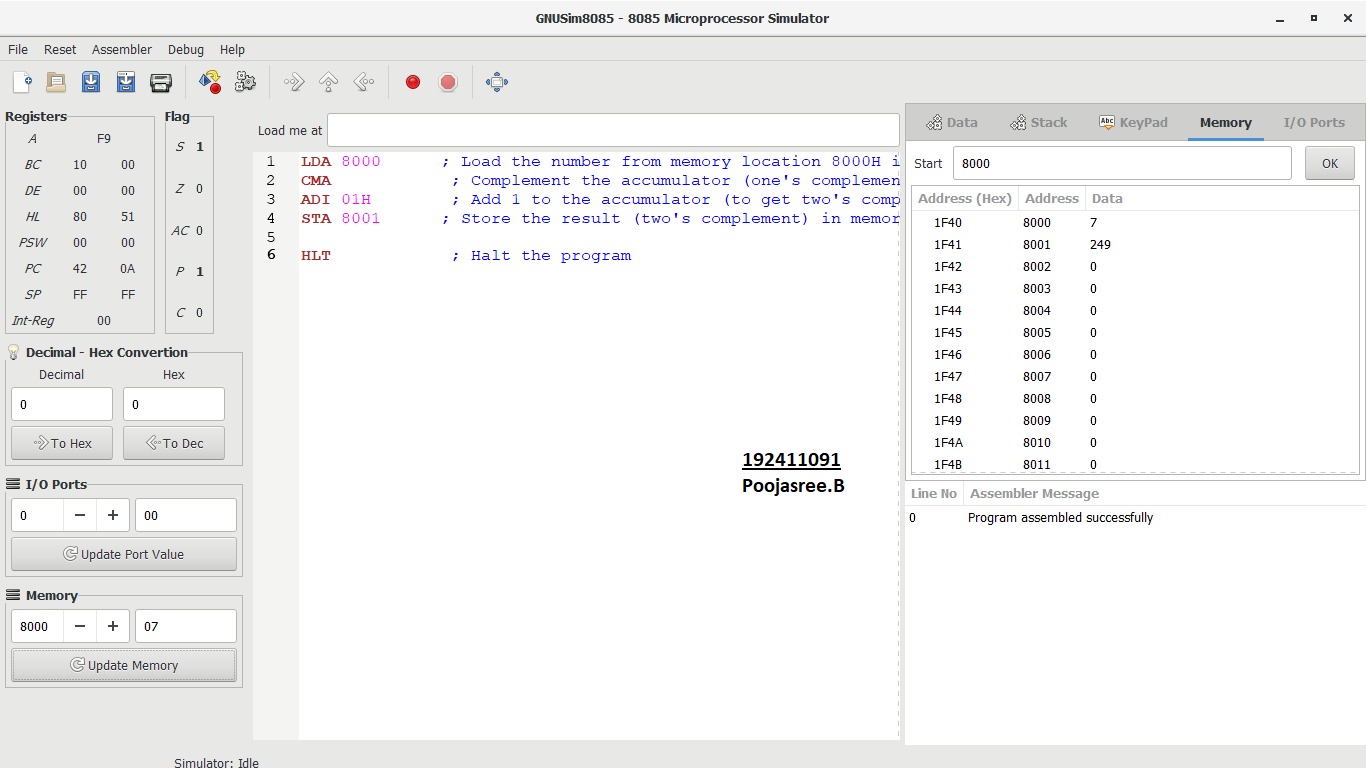 GNUSim8085 - 8085 Microprocessor Simulator
File Reset Assembler Debug Help
Registers
A F9
BC 10 00
DE 00 00
HL 80 51
PSW 00 00
PC 42 0A
SP FF FF
Int-Reg 00
Flag
S 1
Z 0
AC 0
P 1
C 0
Decimal - Hex Convertion
Decimal Hex
0 0
To Hex To Dec
I/O Ports
0 − + 00
Update Port Value
Memory
8000 − + 07
Update Memory
Load me at
1 LDA 8000 ; Load the number from memory location 8000H i
2 CMA ; Complement the accumulator (one's complemen
3 ADI 01H ; Add 1 to the accumulator (to get two's comp
4 STA 8001 ; Store the result (two's complement) in memor
5
6 HLT ; Halt the program
192411091
Poojasree.B
Data Stack Abc KeyPad Memory I/O Ports
Start 8000 OK
Address (Hex) Address Data
1F40 8000 7
1F41 8001 249
1F42 8002 0
1F43 8003 0
1F44 8004 0
1F45 8005 0
1F46 8006 0
1F47 8007 0
1F48 8008 0
1F49 8009 0
1F4A 8010 0
1F4B 8011 0
Line No Assembler Message
0 Program assembled successfully
Simulator: Idle